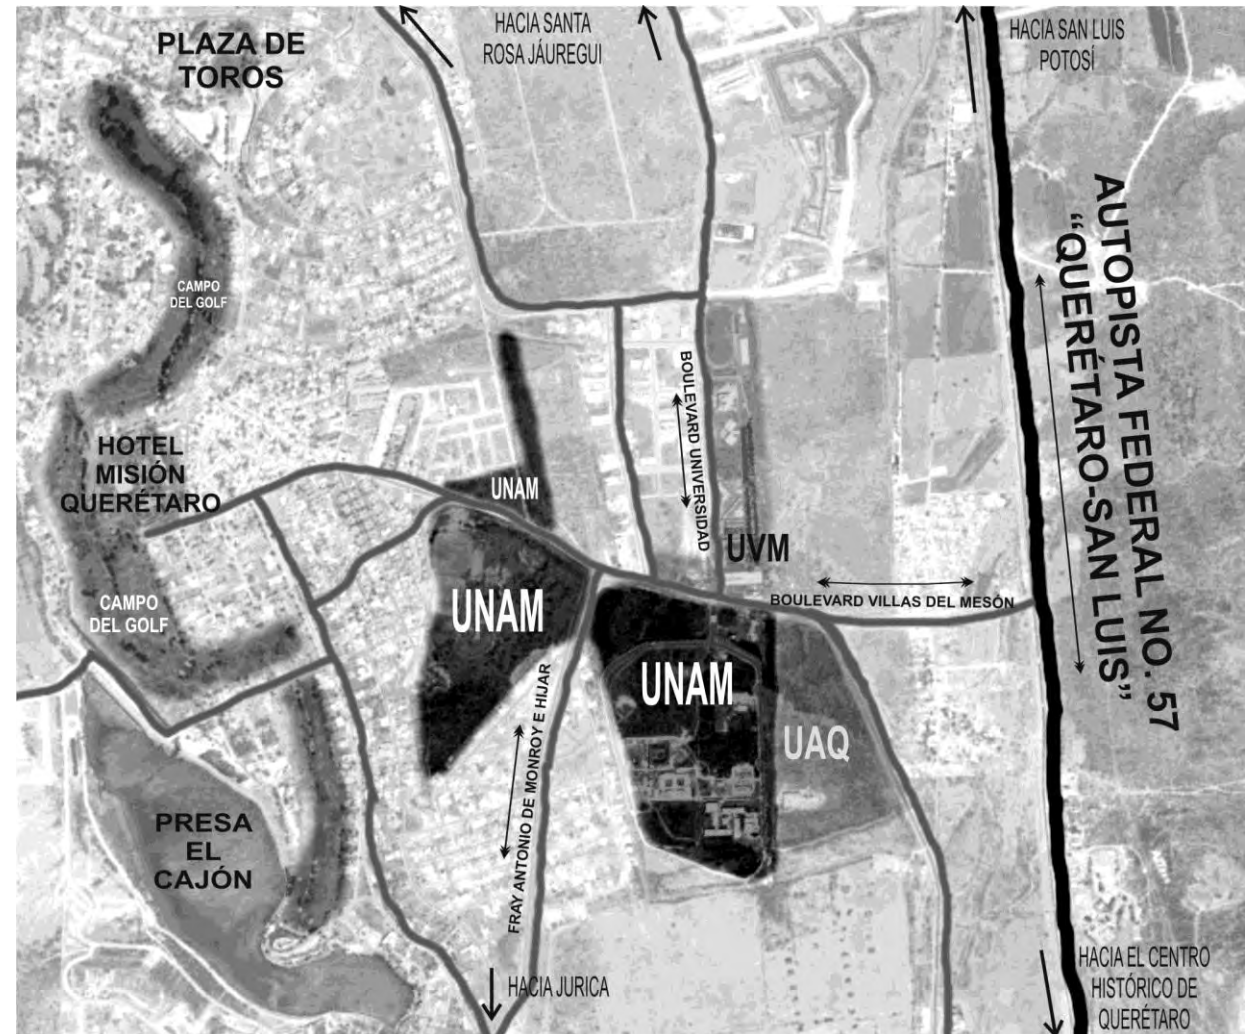 HACIA SANTA
ROSA JÁUREGUI
HACIA SAN LUIS
POTOSÍ
PLAZA DE
TOROS
AUTOPISTA FEDERAL NO. 57
“QUERÉTARO-SAN LUIS”
CAMPO
DEL GOLF
BOULEVARD UNIVERSIDAD
HOTEL
MISIÓN
QUERÉTARO
UNAM
UVM
BOULEVARD VILLAS DEL MESÓN
CAMPO
DEL GOLF
UNAM
UNAM
UAQ
FRAY ANTONIO DE MONROY E HIJAR
PRESA
EL
CAJÓN
HACIA JURICA
HACIA EL CENTRO
HISTÓRICO DE
QUERÉTARO